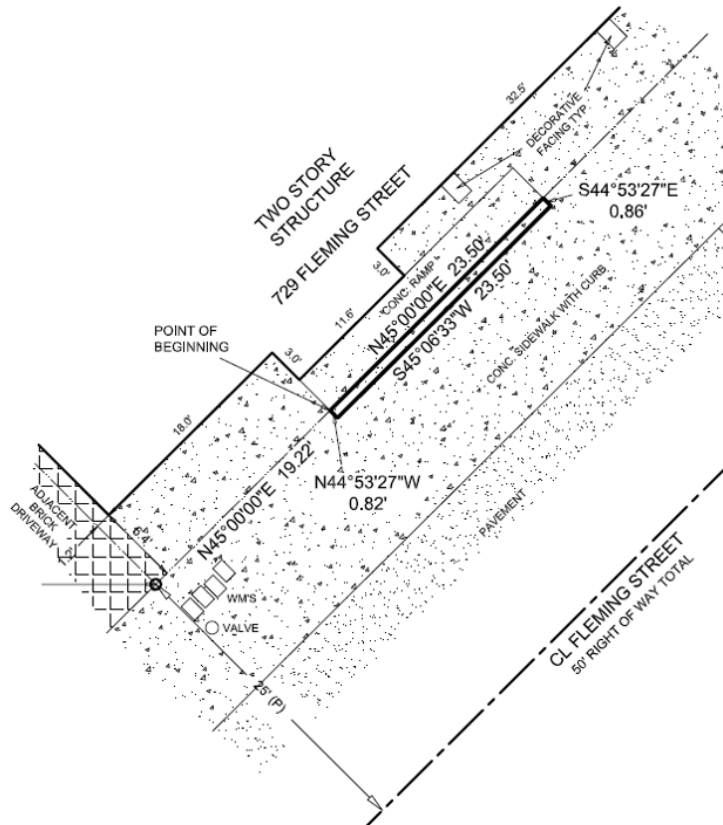 32.5'
DECORATIVE
FACING TYP
TWO STORY
STRUCTURE
729 FLEMING STREET
S44°53'27"E
0.86'
3.0'
CONC. RAMP
N45°00'00"E 23.50'
S45°06'33"W 23.50'
11.6'
POINT OF
BEGINNING
3.0'
CONC. SIDEWALK WITH CURB
18.0'
N44°53'27"W
0.82'
N45°00'00"E 19.22'
PAVEMENT
ADJACENT
BRICK
DRIVEWAY
6.4'
WM'S
VALVE
25' (P)
CL FLEMING STREET
50' RIGHT OF WAY TOTAL